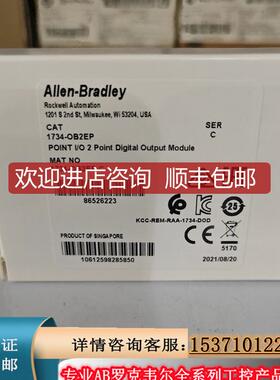 Allen-Bradley
Rockwell Automation
1201 S 2nd St, Milwaukee, Wi 53204, USA
CAT
SER
1734-OB2EP
C
POINT I/O 2 Point Digital Output Module
MAT NO
欢迎进店咨询 顺丰包邮
86526223
25
KCC-REM-RAA-1734-DOD
PRODUCT OF SINGAPORE
10612598285850
2021/08/20
证
详情咨询客服
153710122
邮
专业AB罗克韦尔全系列工控产品